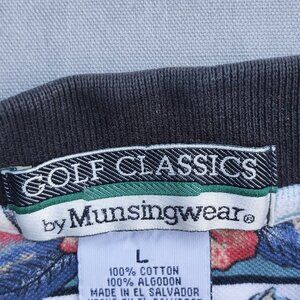 GOLF CLASSICS
by Munsingwear®
L
100% COTTON
100% ALGODON
MADE IN EL SALVADOR